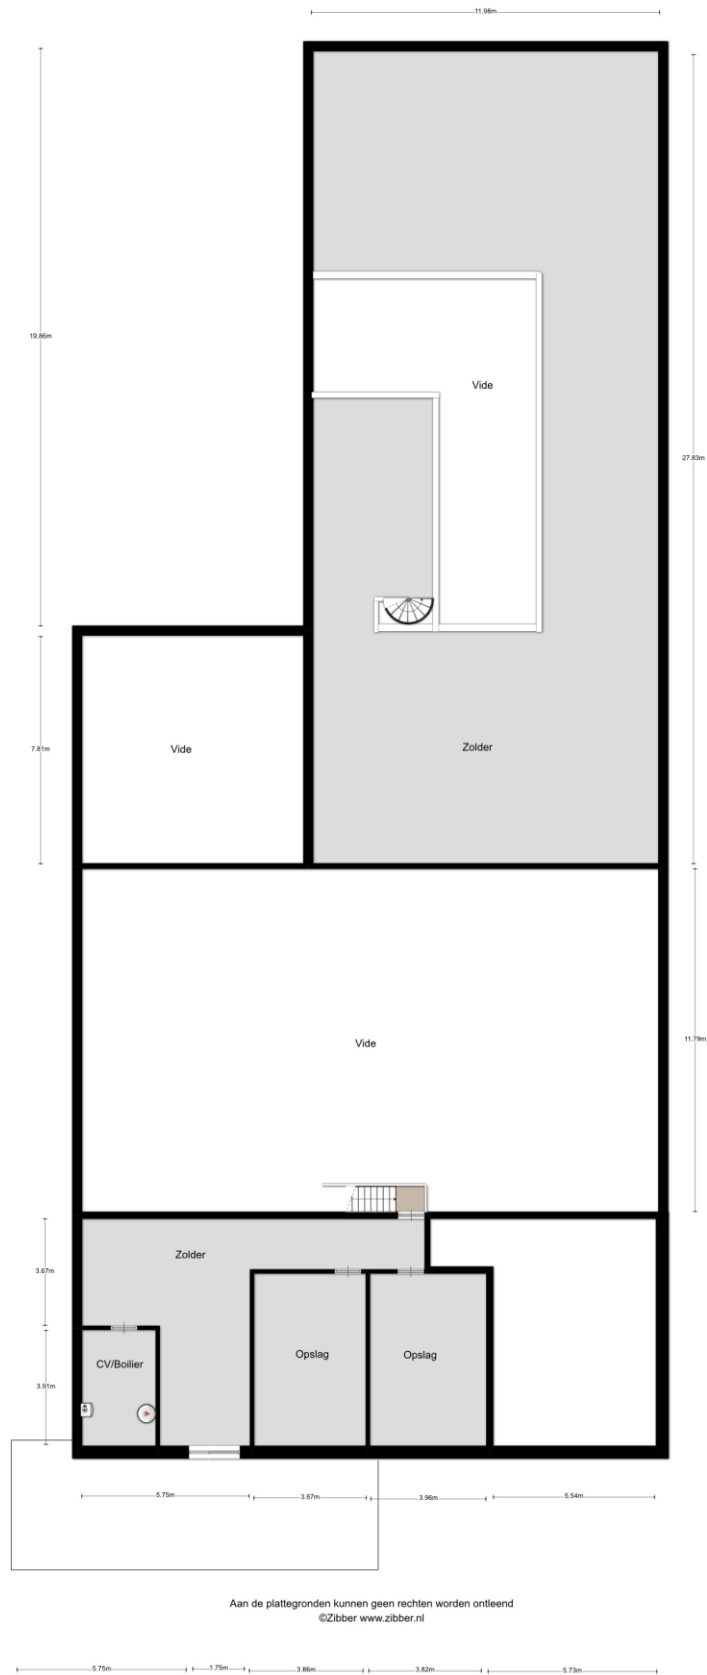 11.98m
19.86m
Vide
27.83m
Vide
Zolder
7.81m
Vide
11.79m
Zolder
3.67m
CV/Boilier
Opslag
Opslag
3.91m
5.75m
3.87m
3.96m
5.54m
Aan de plattegronden kunnen geen rechten worden ontleend
©Zibber www.zibber.nl
5.75m
1.75m
3.86m
3.82m
5.73m